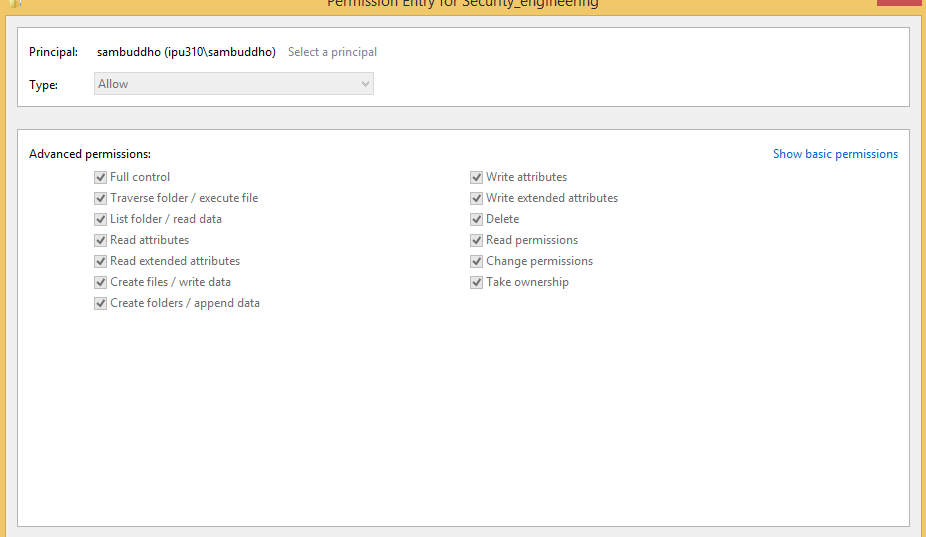 Permission Entry for Security_engineering
Principal: sambuddho (ipu310\sambuddho) Select a principal
Type: Allow
Advanced permissions: Show basic permissions
Full control
Traverse folder / execute file
List folder / read data
Read attributes
Read extended attributes
Create files / write data
Create folders / append data
Write attributes
Write extended attributes
Delete
Read permissions
Change permissions
Take ownership